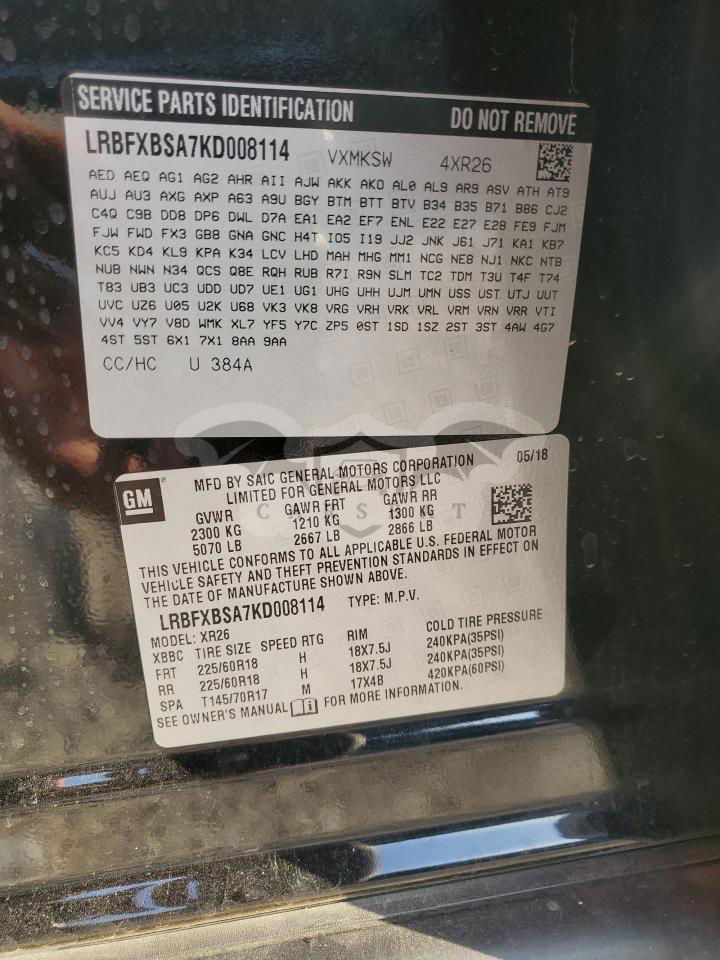 SERVICE PARTS IDENTIFICATION DO NOT REMOVE
LRBFXBSA7KD008114 VXMKSW 4XR26
AED AEQ AG1 AG2 AHR AII AJW AKK AKO AL0 AL9 AR9 ASV ATH AT9
AUJ AU3 AXG AXP A63 A9U BGY BTM BTT BTV B34 B35 B71 B86 CJ2
C4Q C9B DD8 DP6 DWL D7A EA1 EA2 EF7 ENL E22 E27 E28 FE9 FJM
FJW FWD FX3 GB8 GNA GNC H4T IO5 I19 JJ2 JNK J61 J71 KA1 KB7
KC5 KD4 KL9 KPA K34 LCV LHD MAH MHG MM1 NCG NE8 NJ1 NKC NTB
NUB NWN N34 QCS Q8E RQH RUB R7I R9N SLM TC2 TDM T3U T4F T74
T83 UB3 UC3 UDD UD7 UE1 UG1 UHG UHH UJM UMN USS UST UTJ UUT
UVC UZ6 U05 U2K U68 VK3 VK8 VRG VRH VRK VRL VRM VRN VRR VTI
VV4 VY7 V8D WMK XL7 YF5 Y7C ZP5 0ST 1SD 1SZ 2ST 3ST 4AW 4G7
4ST 5ST 6X1 7X1 8AA 9AA
CC/HC U 384A
GM MFD BY SAIC GENERAL MOTORS CORPORATION 05/18
LIMITED FOR GENERAL MOTORS LLC
GVWR GAWR FRT GAWR RR
2300 KG 1210 KG 1300 KG
5070 LB 2667 LB 2866 LB
THIS VEHICLE CONFORMS TO ALL APPLICABLE U.S. FEDERAL MOTOR
VEHICLE SAFETY AND THEFT PREVENTION STANDARDS IN EFFECT ON
THE DATE OF MANUFACTURE SHOWN ABOVE.
LRBFXBSA7KD008114 TYPE: M.P.V.
MODEL: XR26
XBBC TIRE SIZE SPEED RTG RIM COLD TIRE PRESSURE
FRT 225/60R18 H 18X7.5J 240KPA(35PSI)
RR 225/60R18 H 18X7.5J 240KPA(35PSI)
SPA T145/70R17 M 17X4B 420KPA(60PSI)
SEE OWNER'S MANUAL FOR MORE INFORMATION.